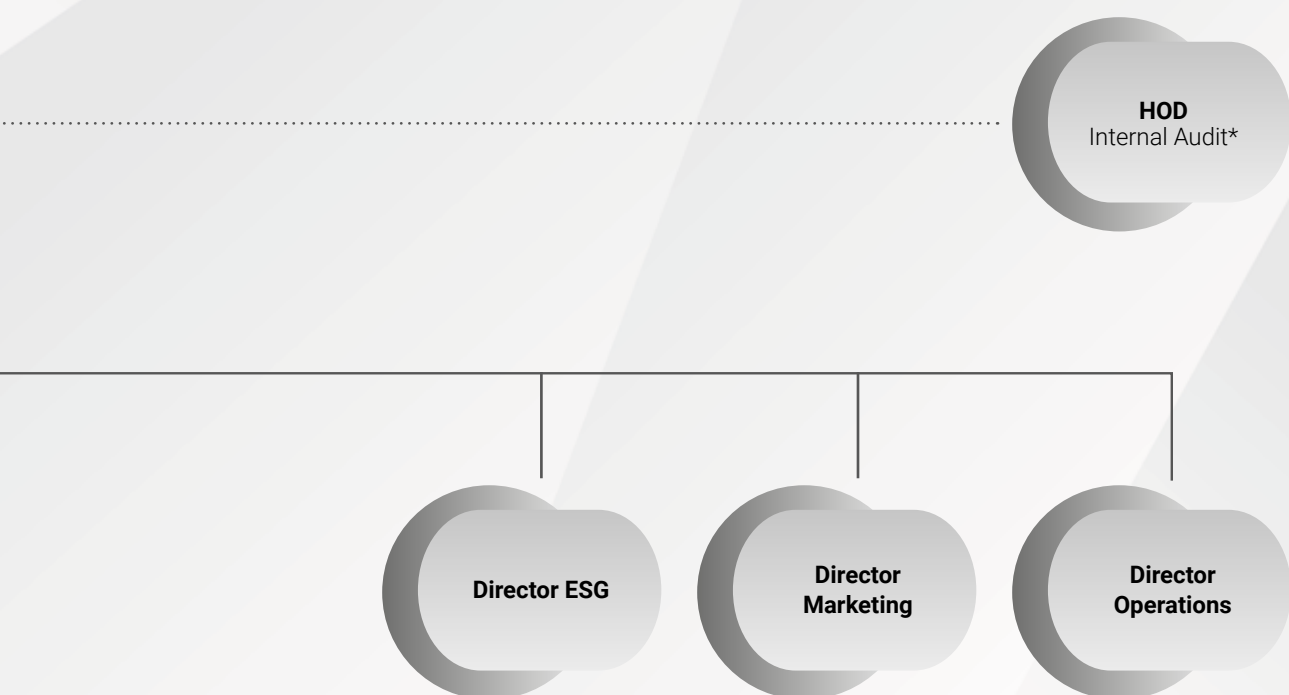 HOD
Internal Audit*
Director ESG
Director
Marketing
Director
Operations